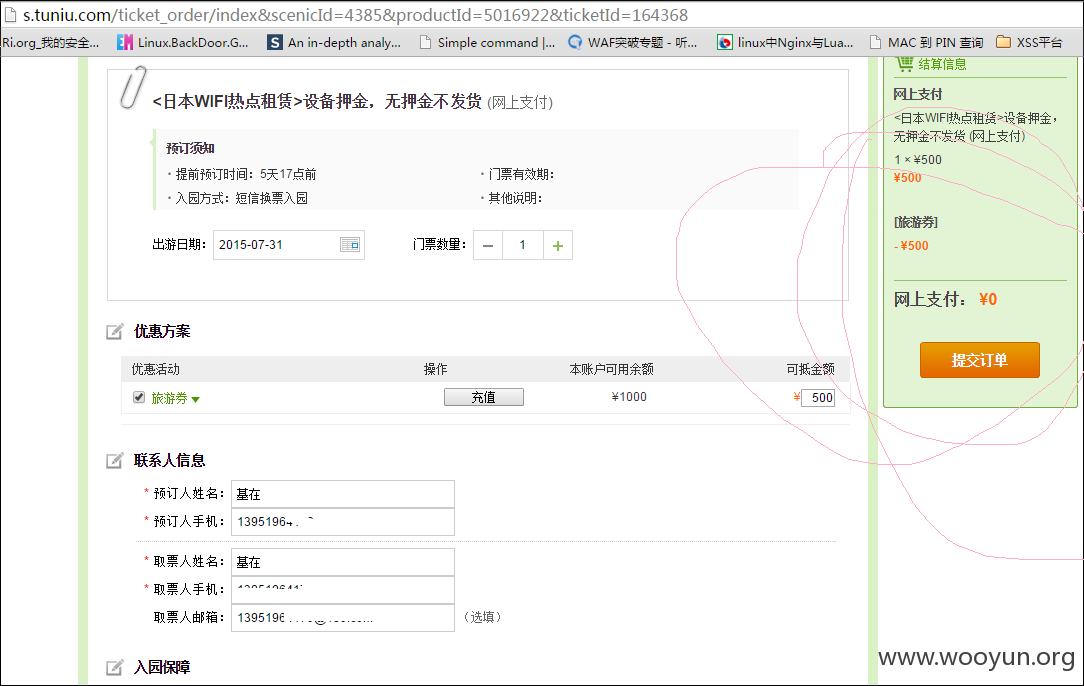 s.tuniu.com/ticket_order/index&scenicId=4385&productId=5016922&ticketId=164368
Ri.org_我的安全... Linux.BackDoor.G... An in-depth analy... Simple command |... WAF突破专题 - 听... linux中Nginx与Lua... MAC 到 PIN 查询 XSS平台
<日本WIFI热点租赁>设备押金，无押金不发货 (网上支付)
预订须知
· 提前预订时间：5天17点前 · 门票有效期：
· 入园方式：短信换票入园 · 其他说明：
出游日期： 2015-07-31 门票数量： － 1 +
优惠方案
优惠活动 操作 本账户可用余额 可抵金额
旅游券 充值 ¥1000 ¥ 500
联系人信息
* 预订人姓名： 基在
* 预订人手机： 1395196
* 取票人姓名： 基在
* 取票人手机：
取票人邮箱： 1395196 （选填）
入园保障
结算信息
网上支付
<日本WIFI热点租赁>设备押金，
无押金不发货 (网上支付)
1 × ¥500
¥500
[旅游券]
- ¥500
网上支付： ¥0
提交订单
www.wooyun.org